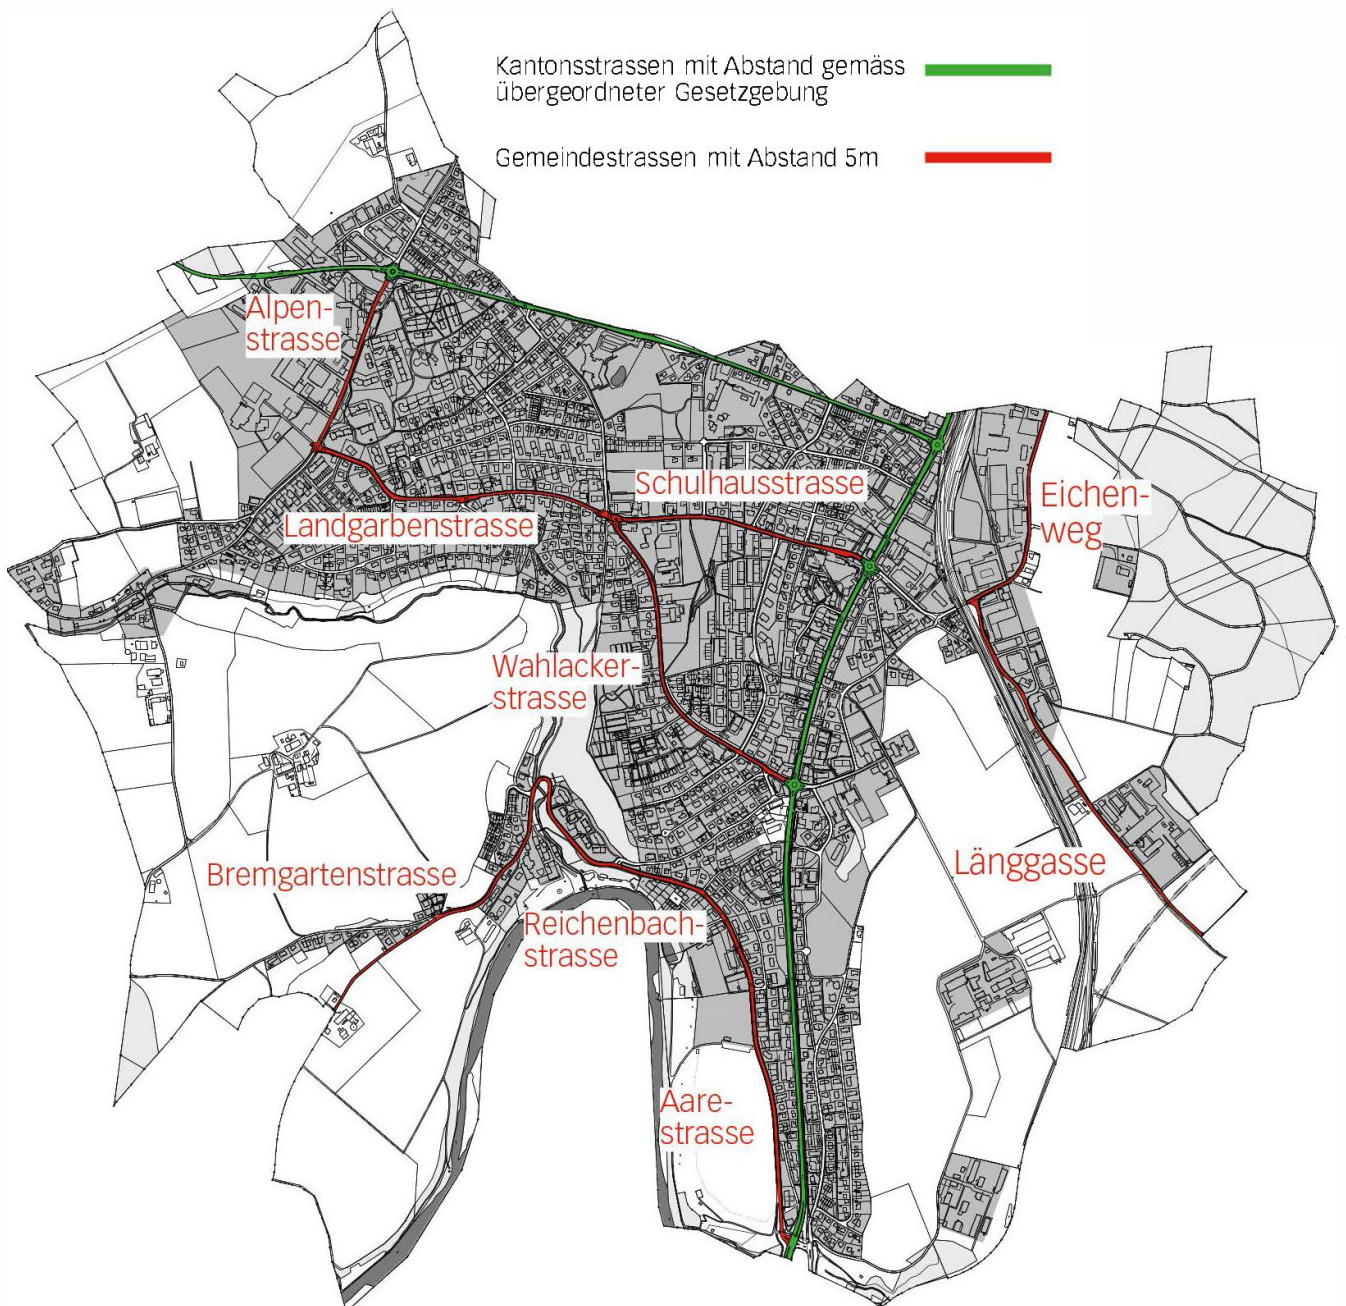 Kantonsstrassen mit Abstand gemäss
übergeordneter Gesetzgebung
Gemeindestrassen mit Abstand 5m
Alpen-
strasse
Schulhausstrasse
Eichen-
weg
Landgarbenstrasse
Wahlacker-
strasse
Länggasse
Bremgartenstrasse
Reichenbach-
strasse
Aare-
strasse